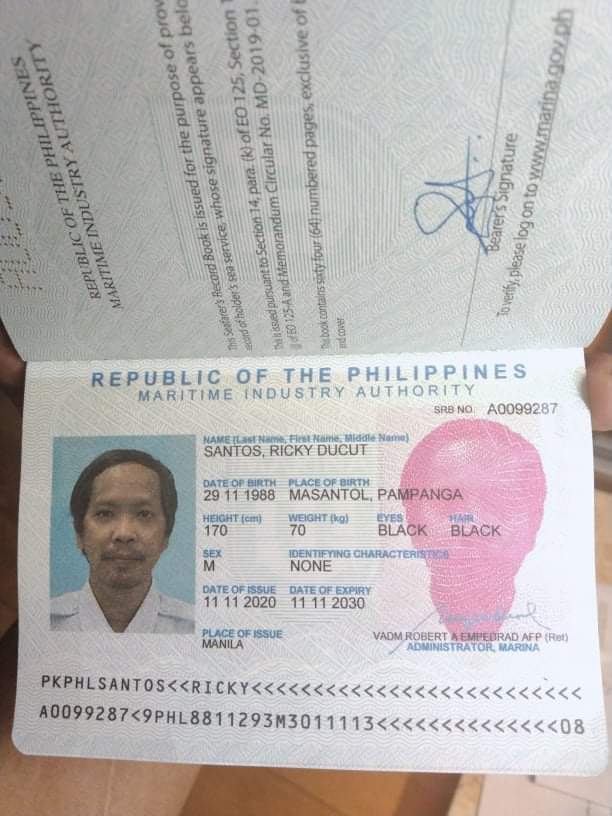 REPUBLIC OF THE PHILIPPINES
MARITIME INDUSTRY AUTHORITY
This Seafarer's Record Book is issued for the purpose of
record of holder's sea service, whose signature appears
This is issued pursuant to Section 14, para. (k) of EO 125, Section
of EO 125-A and Memorandum Circular No. MD-2019-01.
This book contains sixty four (64) numbered pages, exclusive of
and cover
Bearer's Signature
To verify, please log on to www.marina.gov.ph
REPUBLIC OF THE PHILIPPINES
MARITIME INDUSTRY AUTHORITY
SRB NO. A0099287
NAME (Last Name, First Name, Middle Name)
SANTOS, RICKY DUCUT
DATE OF BIRTH PLACE OF BIRTH
29 11 1988 MASANTOL, PAMPANGA
HEIGHT (cm) WEIGHT (kg) EYES HAIR
170 70 BLACK BLACK
SEX IDENTIFYING CHARACTERISTICS
M NONE
DATE OF ISSUE DATE OF EXPIRY
11 11 2020 11 11 2030
PLACE OF ISSUE
MANILA
VADM ROBERT A EMPEDRAD AFP (Ret)
ADMINISTRATOR, MARINA
PKPHLSANTOS<<RICKY<<<<<<<<<<<<<<<<<<<<<<<<<<
A0099287<9PHL8811293M3011113<<<<<<<<<<<<<<08